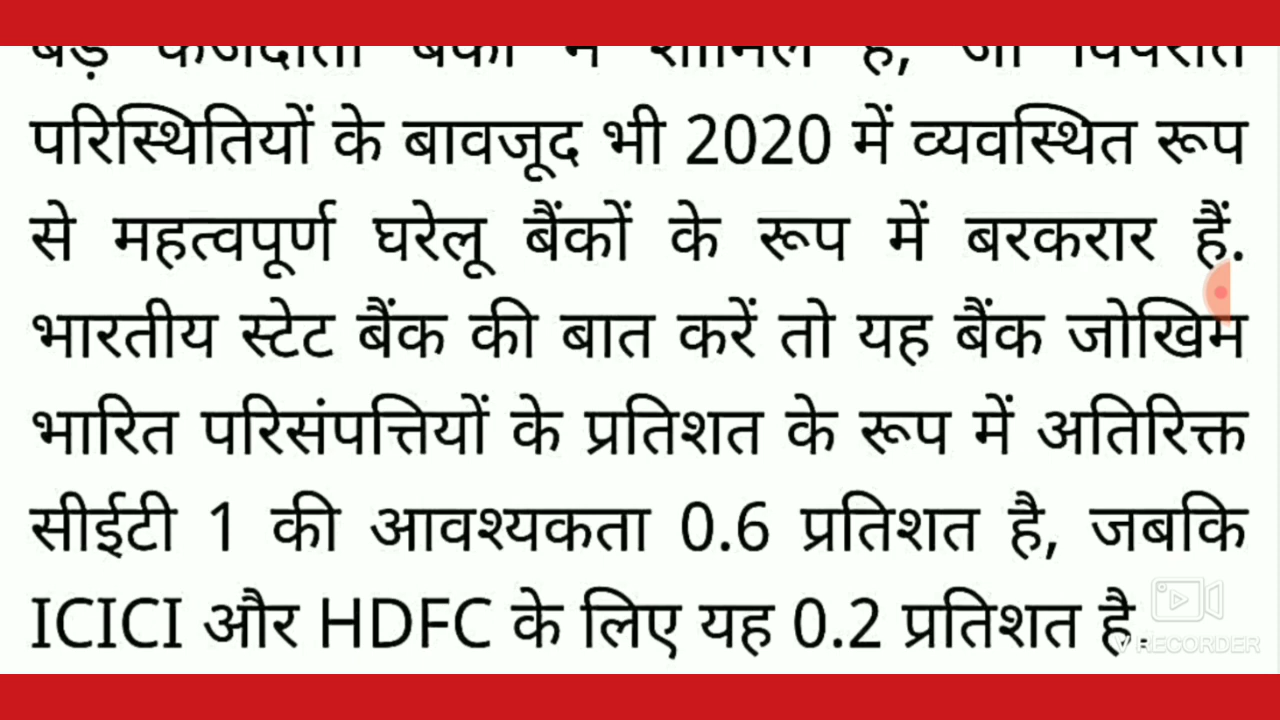 परिस्थितियों के बावजूद भी 2020 में व्यवस्थित रूप
से महत्वपूर्ण घरेलू बैंकों के रूप में बरकरार हैं.
भारतीय स्टेट बैंक की बात करें तो यह बैंक जोखिम
भारित परिसंपत्तियों के प्रतिशत के रूप में अतिरिक्त
सीईटी 1 की आवश्यकता 0.6 प्रतिशत है, जबकि
ICICI और HDFC के लिए यह 0.2 प्रतिशत है.
V RECORDER